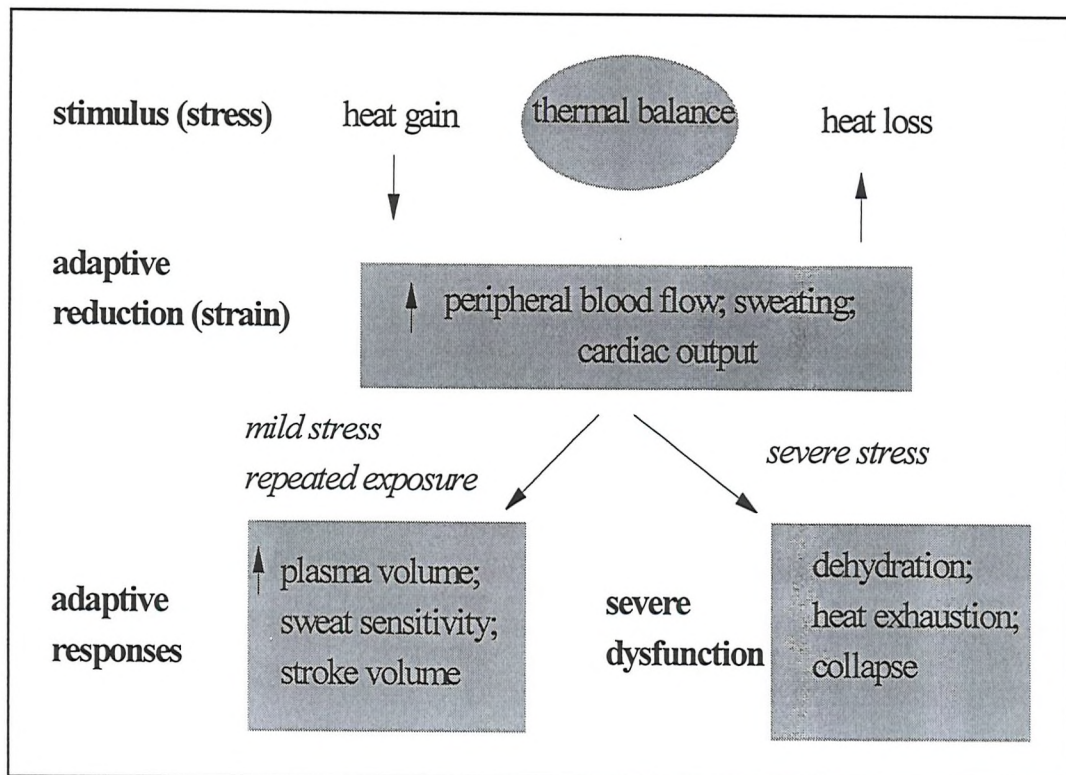 stimulus (stress) heat gain thermal balance heat loss
adaptive
reduction (strain)
peripheral blood flow; sweating;
cardiac output
mild stress
repeated exposure
severe stress
adaptive
responses
plasma volume;
sweat sensitivity;
stroke volume
severe
dysfunction
dehydration;
heat exhaustion;
collapse